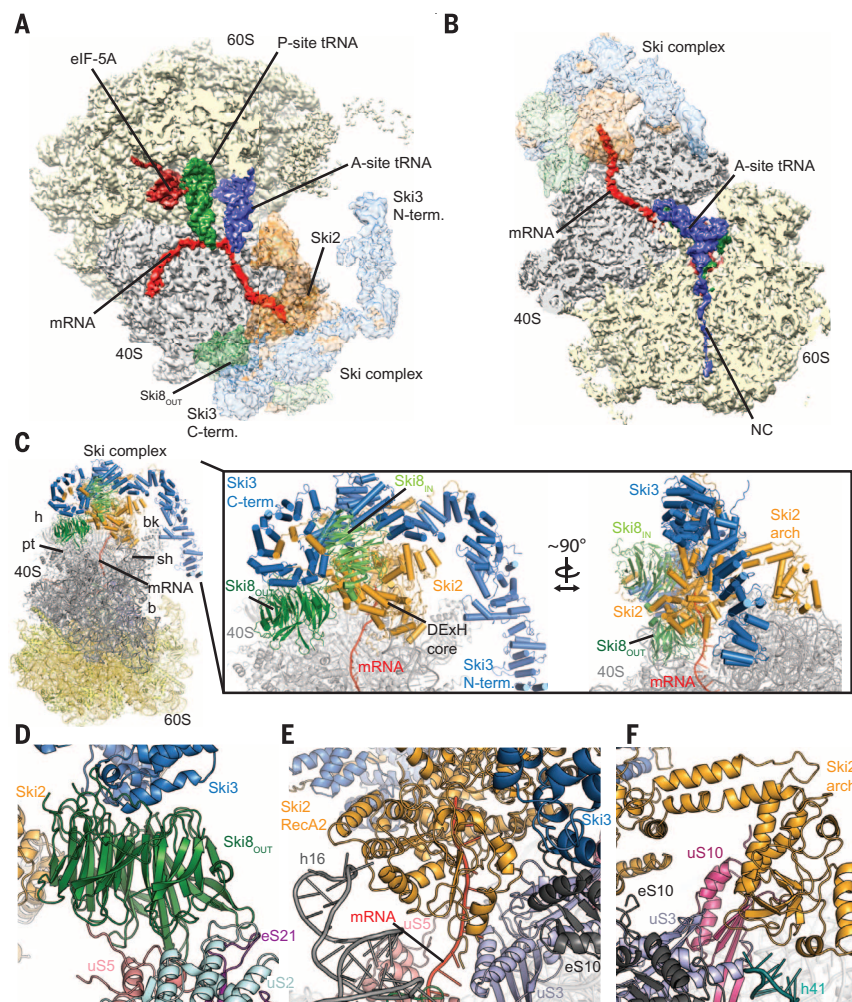 A
60S
P-site tRNA
eIF-5A
A-site tRNA
Ski3
N-term.
Ski2
mRNA
40S
Ski8OUT
Ski3
C-term.
Ski complex
B
Ski complex
A-site tRNA
mRNA
40S
60S
NC
C
Ski complex
h
bk
pt
sh
40S
mRNA
b
60S
Ski3
C-term.
Ski8IN
Ski2
Ski8OUT
40S
DExH
core
mRNA
Ski3
N-term.
~90°
Ski3
Ski2
arch
Ski8IN
Ski2
Ski8OUT
40S
mRNA
D
Ski2
Ski3
Ski8OUT
eS21
uS5
uS2
E
Ski2
RecA2
Ski3
h16
mRNA
uS5
eS10
uS3
F
Ski2
arch
uS10
eS10
uS3
h41